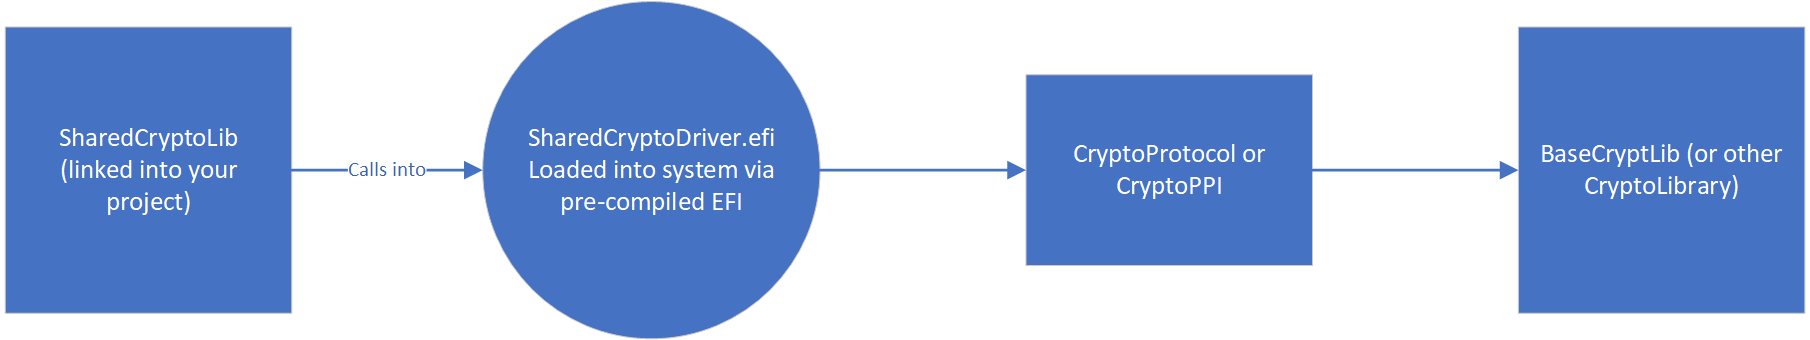 SharedCryptoLib
(linked into your
project)
Calls into
SharedCryptoDriver.efi
Loaded into system via
pre-compiled EFI
CryptoProtocol or
CryptoPPI
BaseCryptLib (or other
CryptoLibrary)